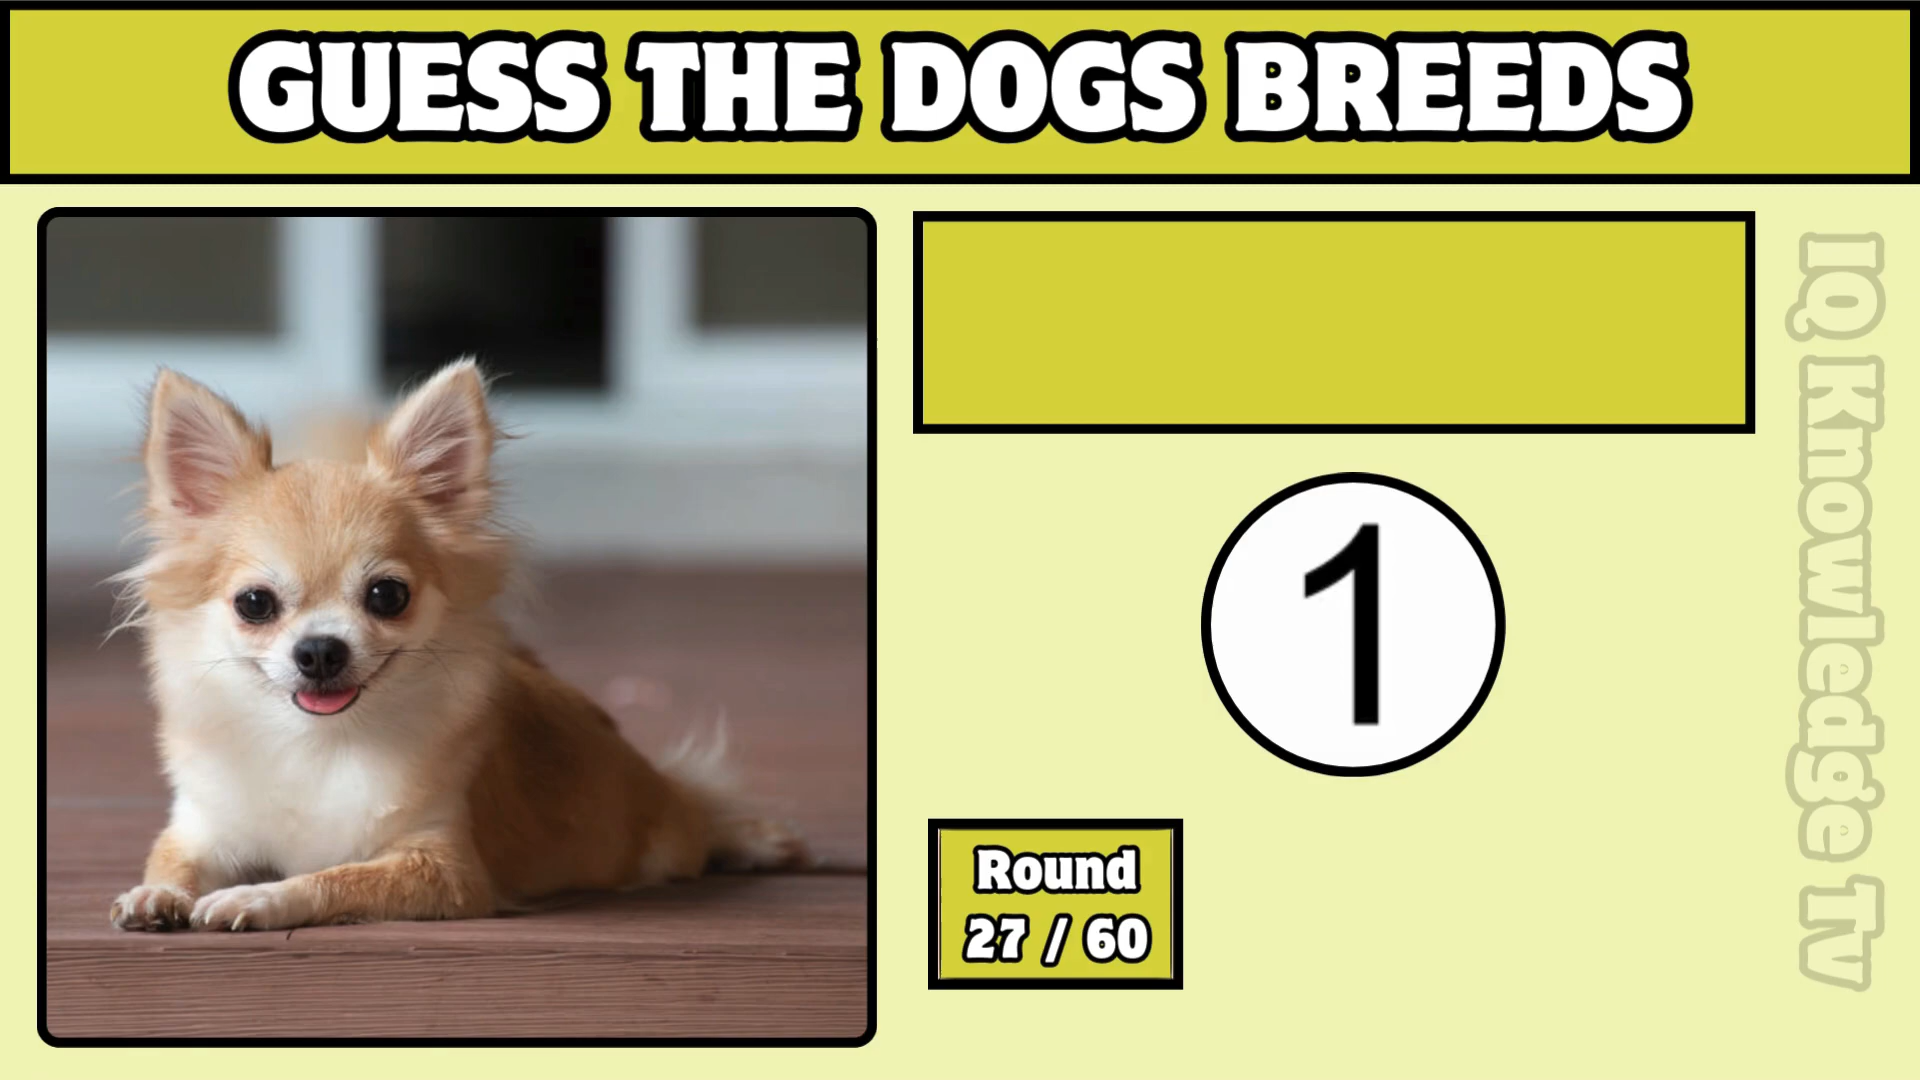 GUESS THE DOGS BREEDS
1
Round
27 / 60
IQ Knowledge TV